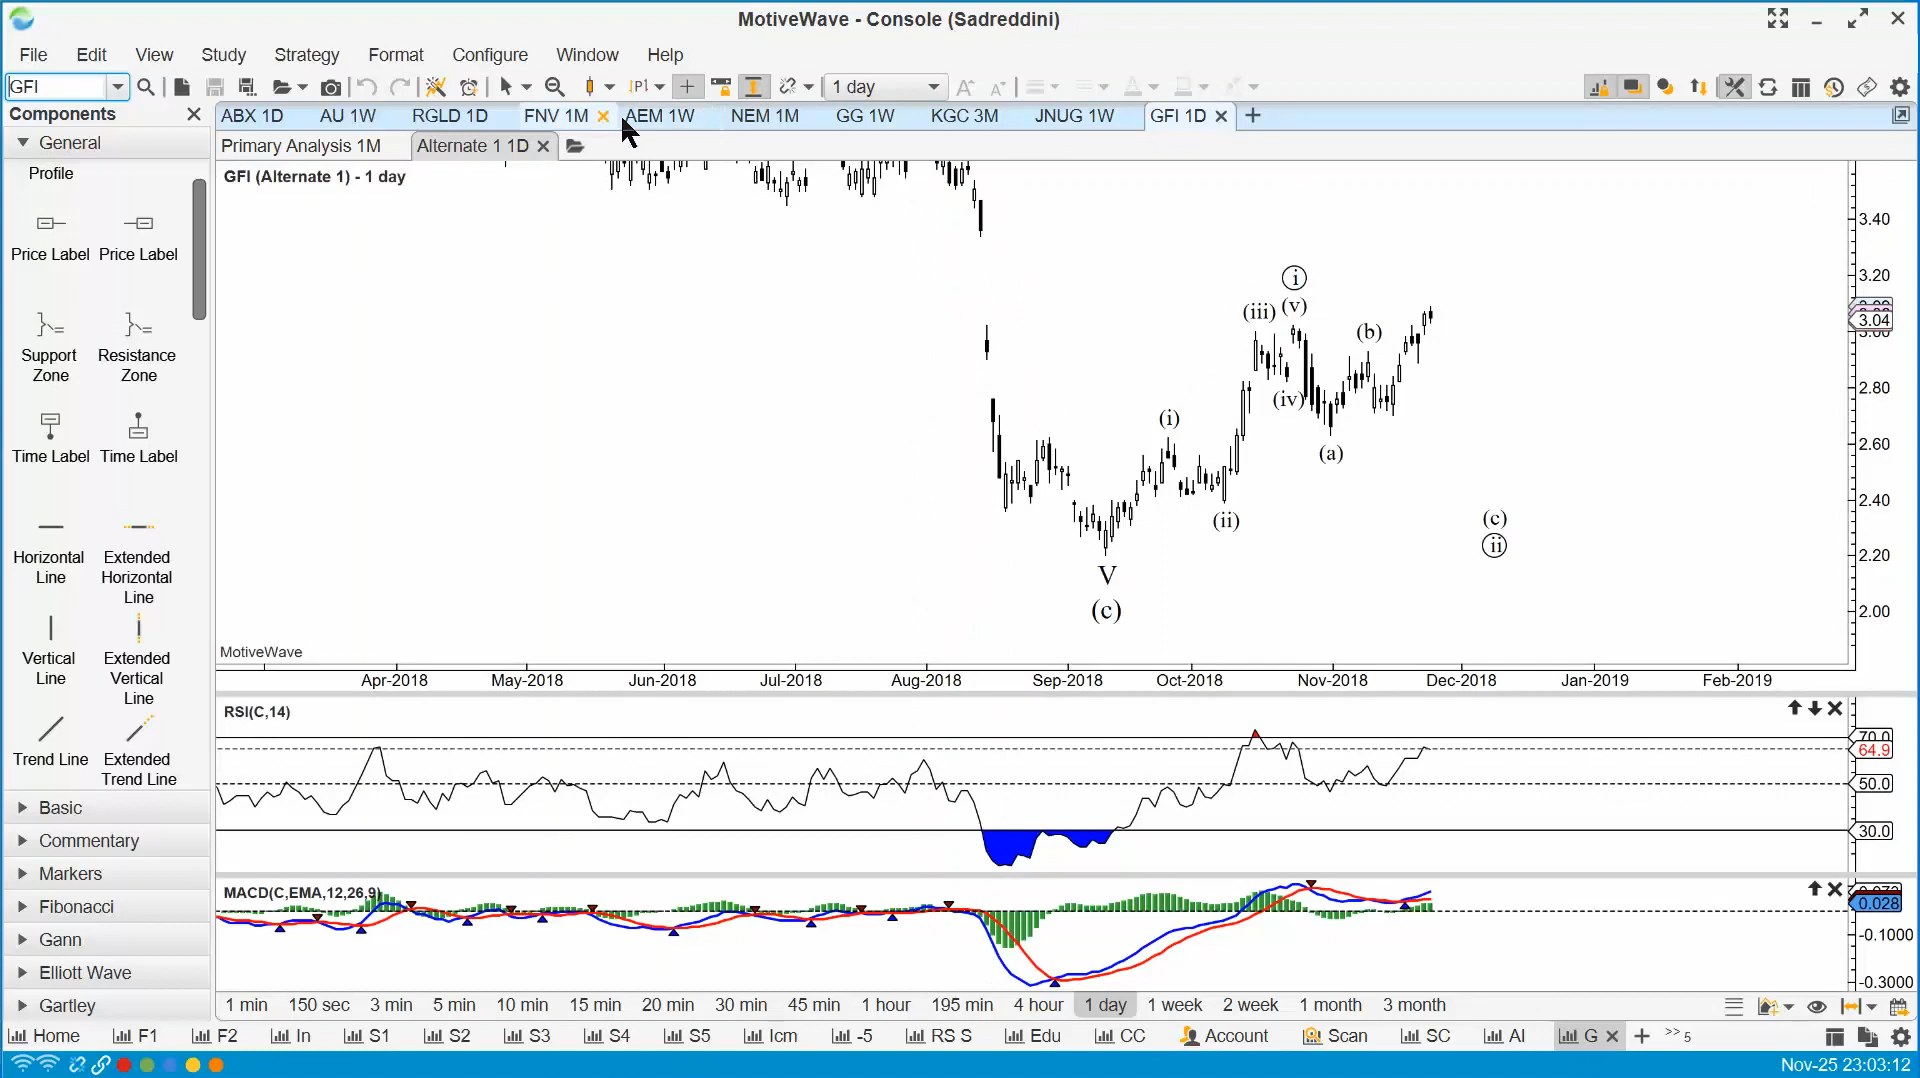 MotiveWave - Console (Sadreddini)
File Edit View Study Strategy Format Configure Window Help
GFI
1 day
Components
ABX 1D AU 1W RGLD 1D FNV 1M AEM 1W NEM 1M GG 1W KGC 3M JNUG 1W GFI 1D
General
Primary Analysis 1M Alternate 1 1D
Profile
GFI (Alternate 1) - 1 day
Price Label Price Label
Support Zone
Resistance Zone
Time Label Time Label
Horizontal Line
Extended Horizontal Line
Vertical Line
Extended Vertical Line
Trend Line
Extended Trend Line
Basic
Commentary
Markers
Fibonacci
Gann
Elliott Wave
Gartley
3.40
3.20
3.04
3.00
2.80
2.60
2.40
2.20
2.00
i
(iii) (v)
(b)
(iv)
(i)
(a)
(ii)
(c)
ii
V
(c)
MotiveWave
Apr-2018 May-2018 Jun-2018 Jul-2018 Aug-2018 Sep-2018 Oct-2018 Nov-2018 Dec-2018 Jan-2019 Feb-2019
RSI(C,14)
70.0
64.9
50.0
30.0
MACD(C,EMA,12,26,9)
0.028
-0.1000
-0.3000
1 min 150 sec 3 min 5 min 10 min 15 min 20 min 30 min 45 min 1 hour 195 min 4 hour 1 day 1 week 2 week 1 month 3 month
Home F1 F2 In S1 S2 S3 S4 S5 Icm -5 RS S Edu CC Account Scan SC AI G >> 5
Nov-25 23:03:12